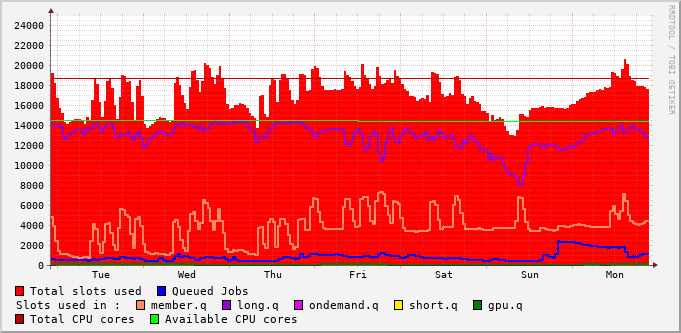 RRDTOOL / TOBI OETIKER
24000
22000
20000
18000
16000
14000
12000
10000
8000
6000
4000
2000
0
Tue Wed Thu Fri Sat Sun Mon
Total slots used Queued Jobs
Slots used in : member.q long.q ondemand.q short.q gpu.q
Total CPU cores Available CPU cores